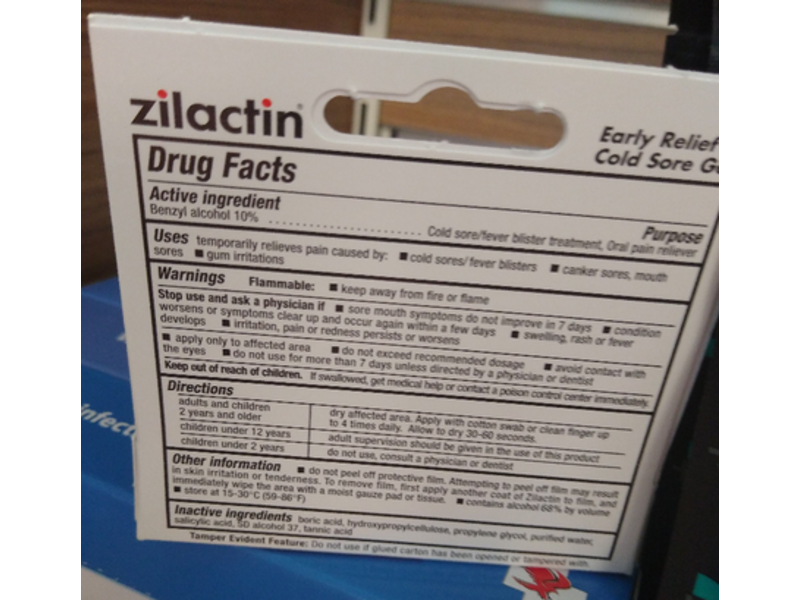 zilactin
Early Relief
Cold Sore G
Drug Facts
Active ingredient
Purpose
Benzyl alcohol 10% ........................ Cold sore/fever blister treatment, Oral pain reliever
Uses temporarily relieves pain caused by: ■ cold sores/ fever blisters ■ canker sores, mouth
sores ■ gum irritations
Warnings Flammable: ■ keep away from fire or flame
Stop use and ask a physician if ■ sore mouth symptoms do not improve in 7 days ■ condition
worsens or symptoms clear up and occur again within a few days ■ swelling, rash or fever
develops ■ irritation, pain or redness persists or worsens
■ apply only to affected area ■ do not exceed recommended dosage ■ avoid contact with
the eyes ■ do not use for more than 7 days unless directed by a physician or dentist
Keep out of reach of children. If swallowed, get medical help or contact a poison control center immediately.
Directions
adults and children
2 years and older
dry affected area. Apply with cotton swab or clean finger up
to 4 times daily. Allow to dry 30-60 seconds.
children under 12 years adult supervision should be given in the use of this product
children under 2 years do not use, consult a physician or dentist
Other information ■ do not peel off protective film. Attempting to peel off film may result
in skin irritation or tenderness. To remove film, first apply another coat of Zilactin to film, and
immediately wipe the area with a moist gauze pad or tissue. ■ contains alcohol 68% by volume
■ store at 15-30°C (59-86°F)
Inactive ingredients boric acid, hydroxypropylcellulose, propylene glycol, purified water,
salicylic acid, SD alcohol 37, tannic acid
Tamper Evident Feature: Do not use if glued carton has been opened or tampered with.
infect